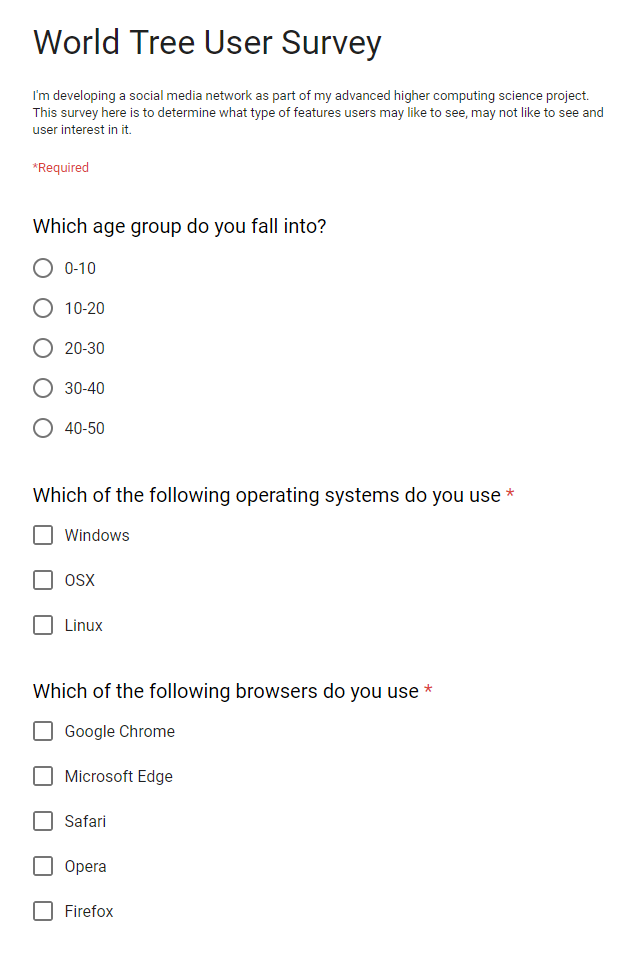 World Tree User Survey
I'm developing a social media network as part of my advanced higher computing science project.
This survey here is to determine what type of features users may like to see, may not like to see and
user interest in it.
*Required
Which age group do you fall into?
0-10
10-20
20-30
30-40
40-50
Which of the following operating systems do you use *
Windows
OSX
Linux
Which of the following browsers do you use *
Google Chrome
Microsoft Edge
Safari
Opera
Firefox